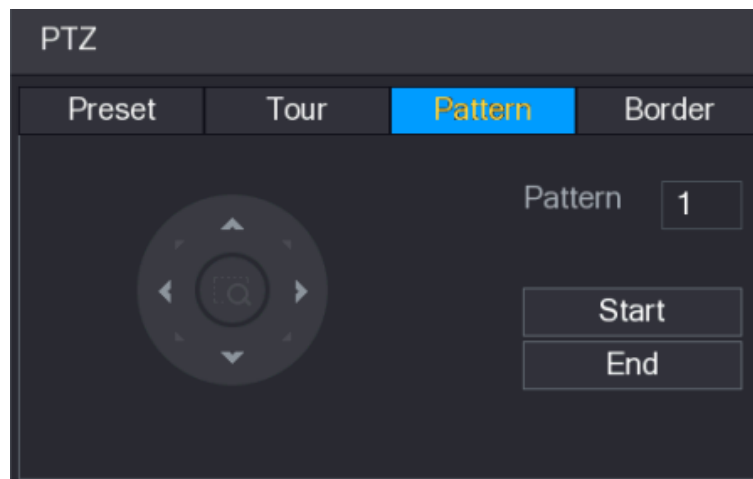 PTZ
Preset Tour Pattern Border
Pattern 1
Start
End